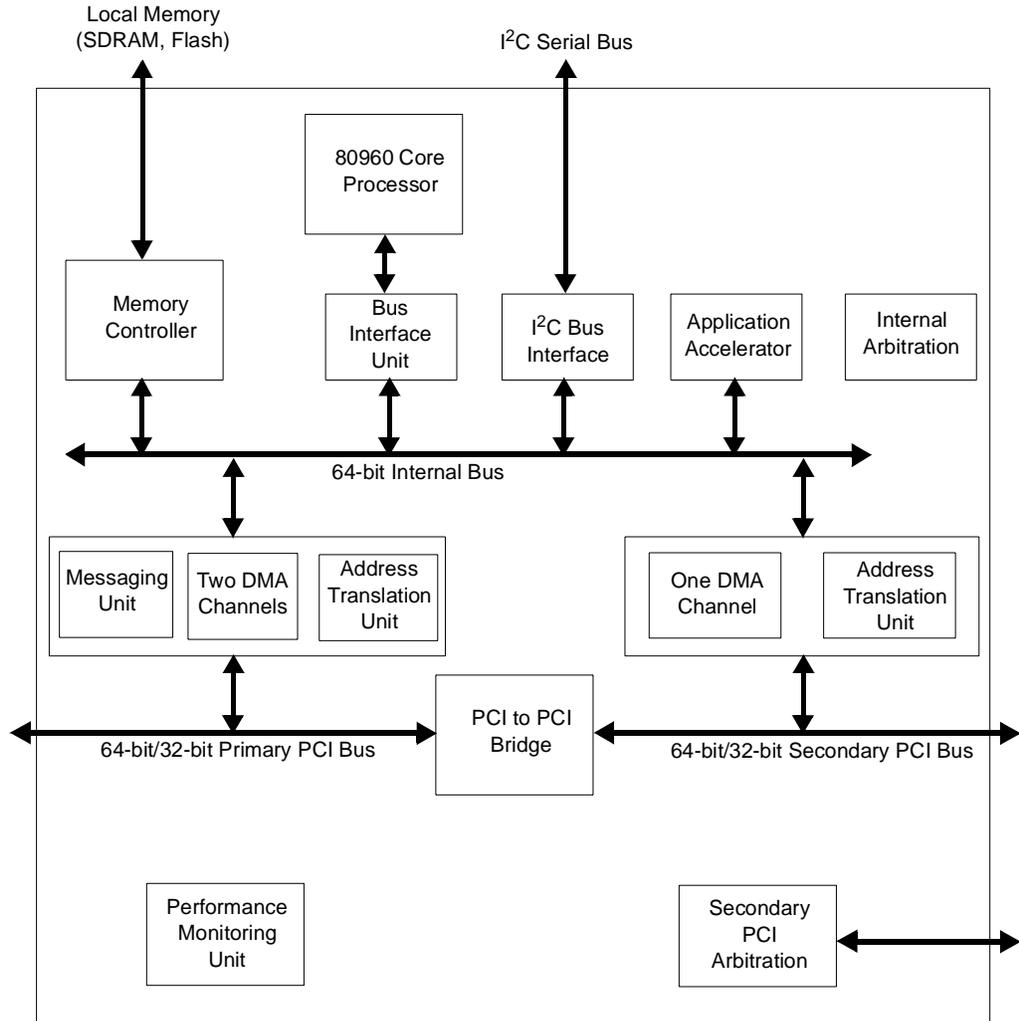 Local Memory
(SDRAM, Flash)
I²C Serial Bus
80960 Core
Processor
Memory
Controller
Bus
Interface
Unit
I²C Bus
Interface
Application
Accelerator
Internal
Arbitration
64-bit Internal Bus
Messaging
Unit
Two DMA
Channels
Address
Translation
Unit
One DMA
Channel
Address
Translation
Unit
PCI to PCI
Bridge
64-bit/32-bit Primary PCI Bus
64-bit/32-bit Secondary PCI Bus
Performance
Monitoring
Unit
Secondary
PCI
Arbitration